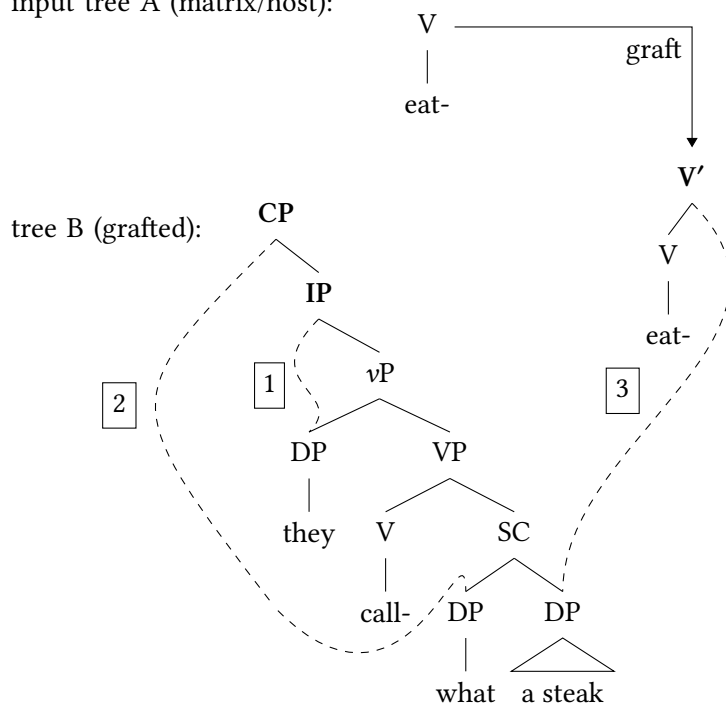 input tree A (matrix/host):
V
graft
eat-
V′
CP
tree B (grafted):
V
IP
eat-
1
vP
3
2
DP
VP
they
V
SC
call-
DP
DP
what
a steak